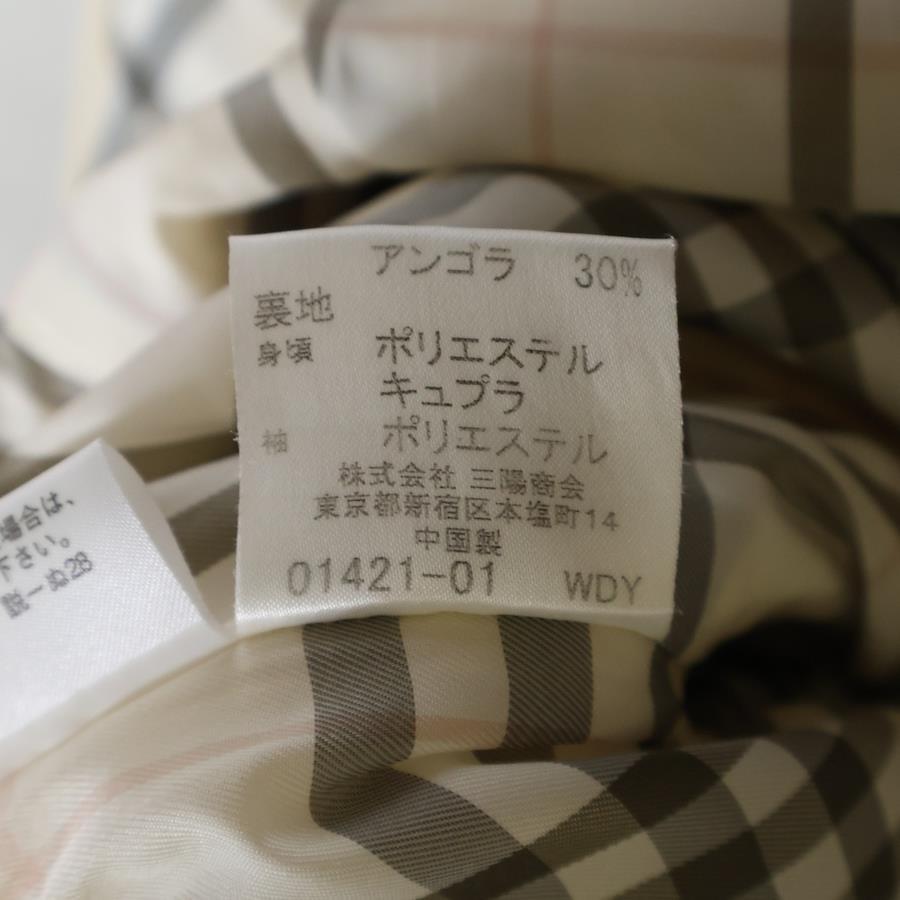 アンゴラ 30%
裏地
身頃 ポリエステル
キュプラ
袖 ポリエステル
株式会社 三陽商会
東京都新宿区本塩町14
中国製
01421-01 WDY
場合は、
下さい。